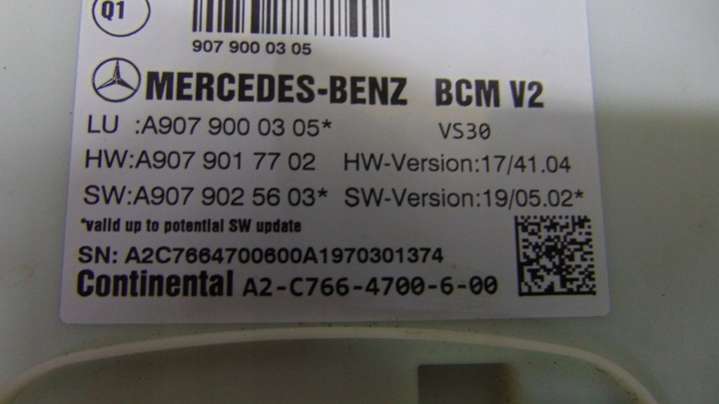 Q1
907 900 03 05
MERCEDES-BENZ BCM V2
LU :A907 900 03 05* VS30
HW:A907 901 77 02 HW-Version:17/41.04
SW:A907 902 56 03* SW-Version:19/05.02*
*valid up to potential SW update
SN: A2C7664700600A1970301374
Continental A2-C766-4700-6-00